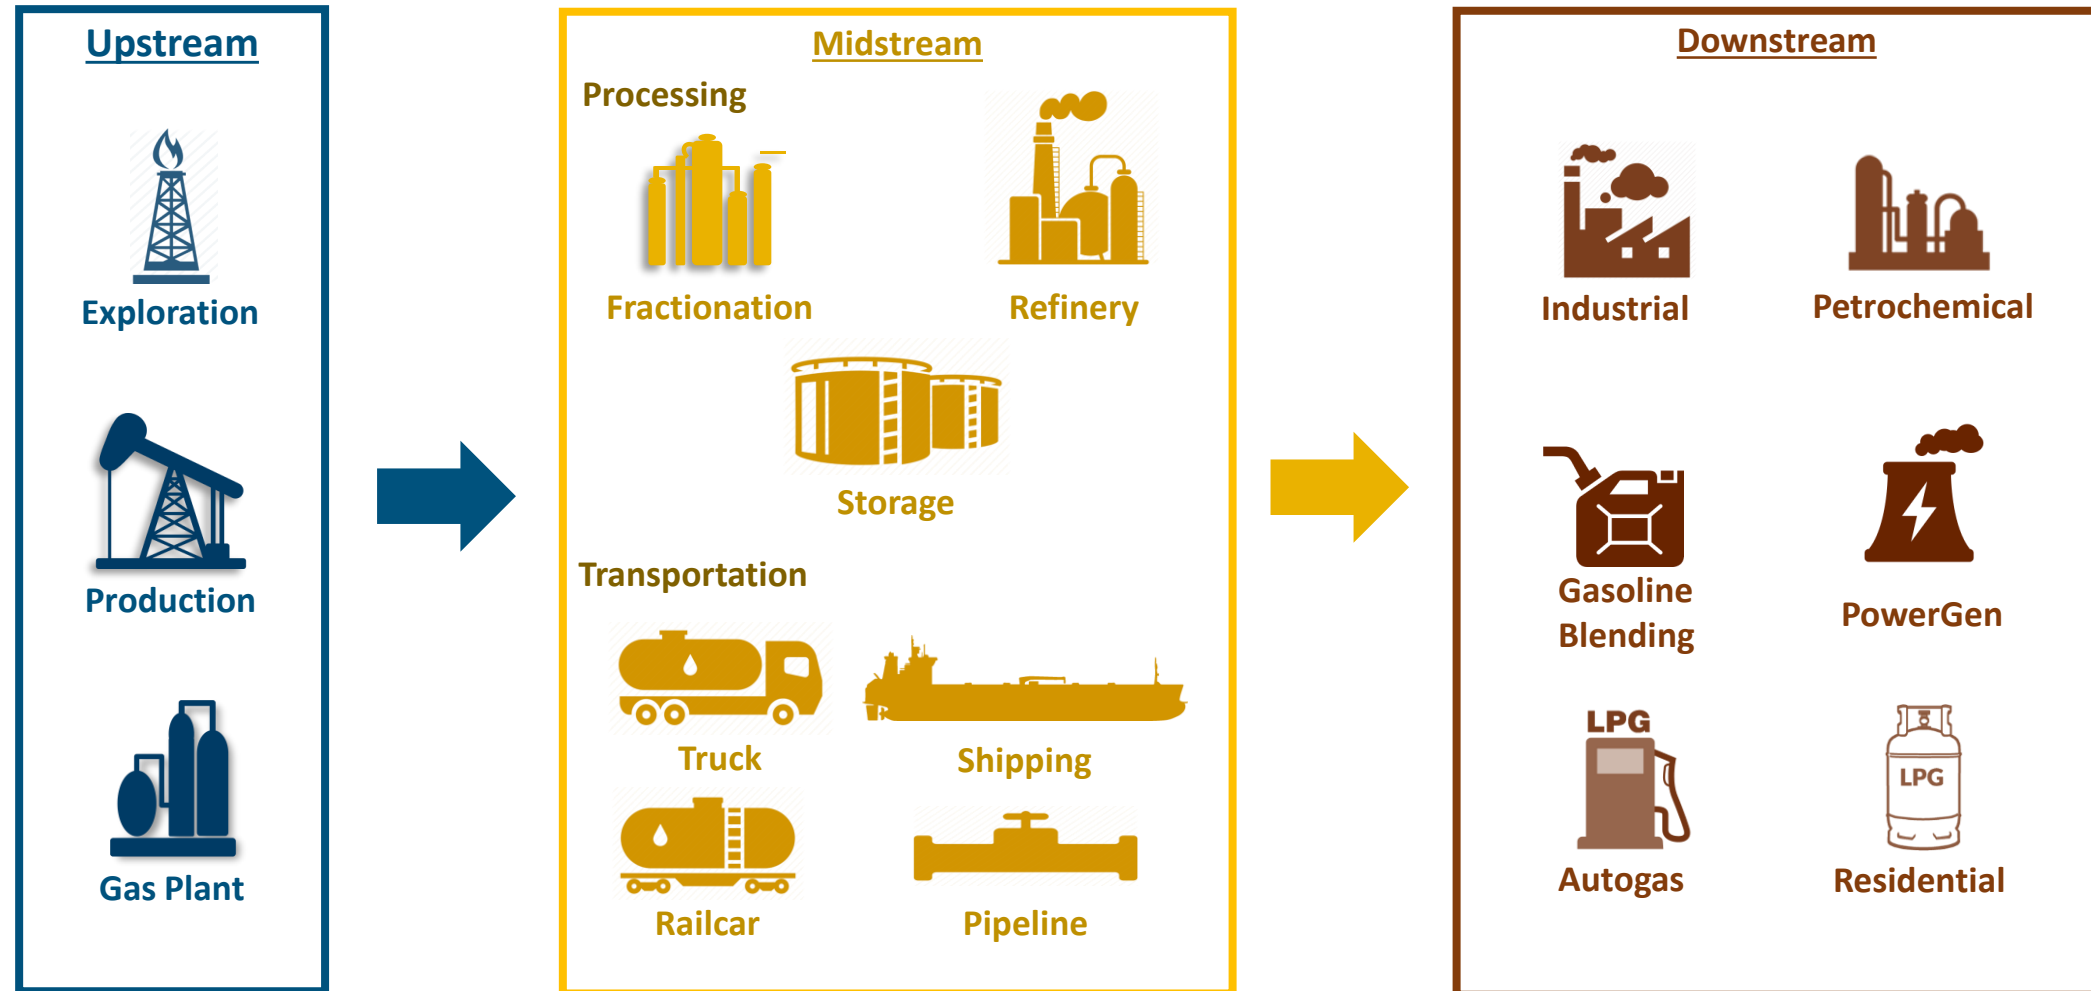 Upstream
Exploration
Production
Gas Plant
Midstream
Processing
Fractionation
Refinery
Storage
Transportation
Truck
Shipping
Railcar
Pipeline
Downstream
Industrial
Petrochemical
Gasoline
Blending
PowerGen
LPG
Autogas
LPG
Residential